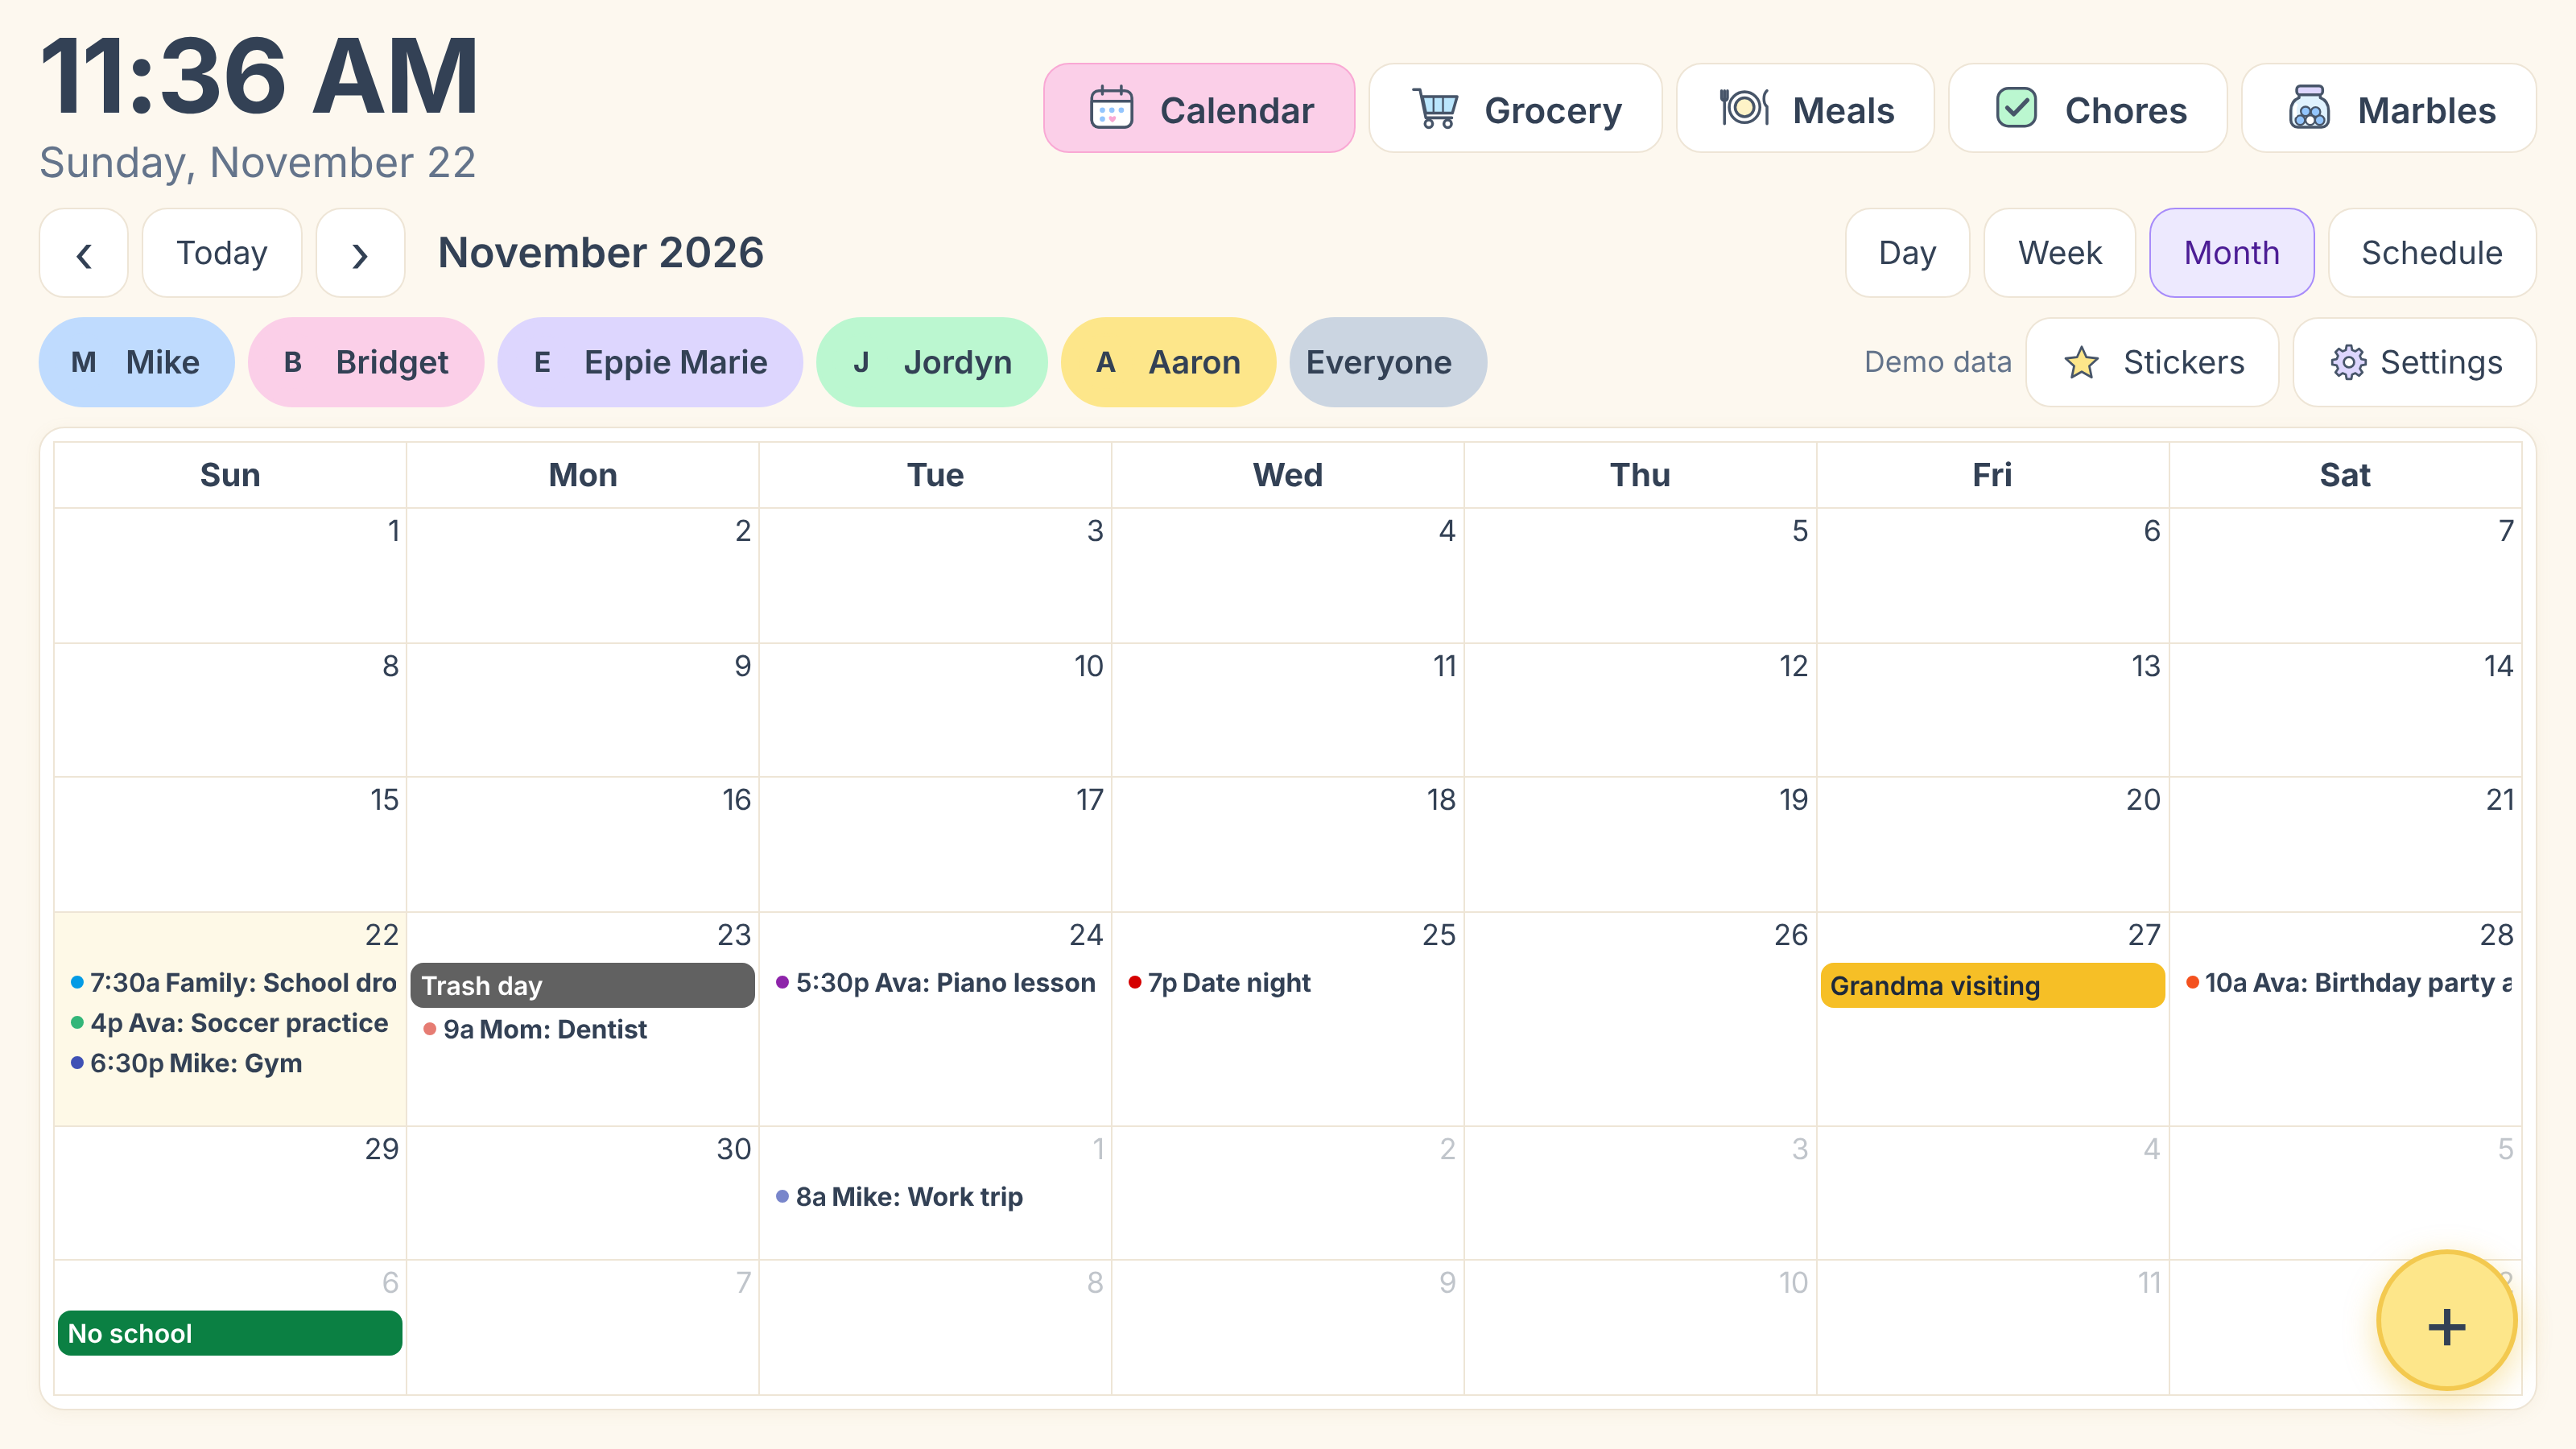 11:36 AM
Sunday, November 22
Calendar
Grocery
Meals
Chores
Marbles
‹ Today › November 2026
Day Week Month Schedule
M Mike B Bridget E Eppie Marie J Jordyn A Aaron Everyone
Demo data Stickers Settings
Sun Mon Tue Wed Thu Fri Sat
1 2 3 4 5 6 7
8 9 10 11 12 13 14
15 16 17 18 19 20 21
22 23 24 25 26 27 28
7:30a Family: School dro
4p Ava: Soccer practice
6:30p Mike: Gym
Trash day
9a Mom: Dentist
5:30p Ava: Piano lesson
7p Date night
Grandma visiting
10a Ava: Birthday party a
29 30 1 2 3 4 5
8a Mike: Work trip
6 7 8 9 10 11
No school
+